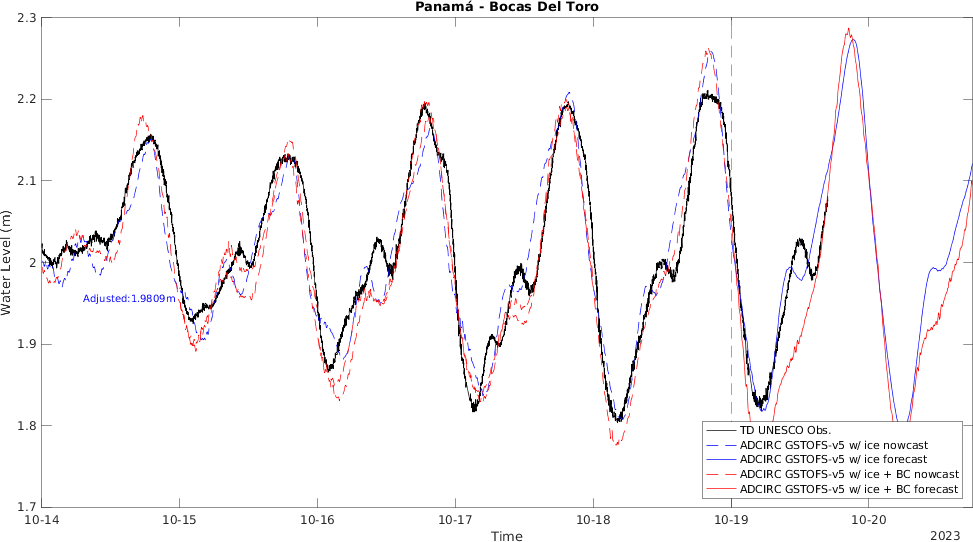 Panamá - Bocas Del Toro
2.3
2.2
2.1
2
1.9
1.8
1.7
Water Level (m)
Adjusted:1.9809m
TD UNESCO Obs.
ADCIRC GSTOFS-v5 w/ ice nowcast
ADCIRC GSTOFS-v5 w/ ice forecast
ADCIRC GSTOFS-v5 w/ ice + BC nowcast
ADCIRC GSTOFS-v5 w/ ice + BC forecast
10-14 10-15 10-16 10-17 10-18 10-19 10-20
Time
2023